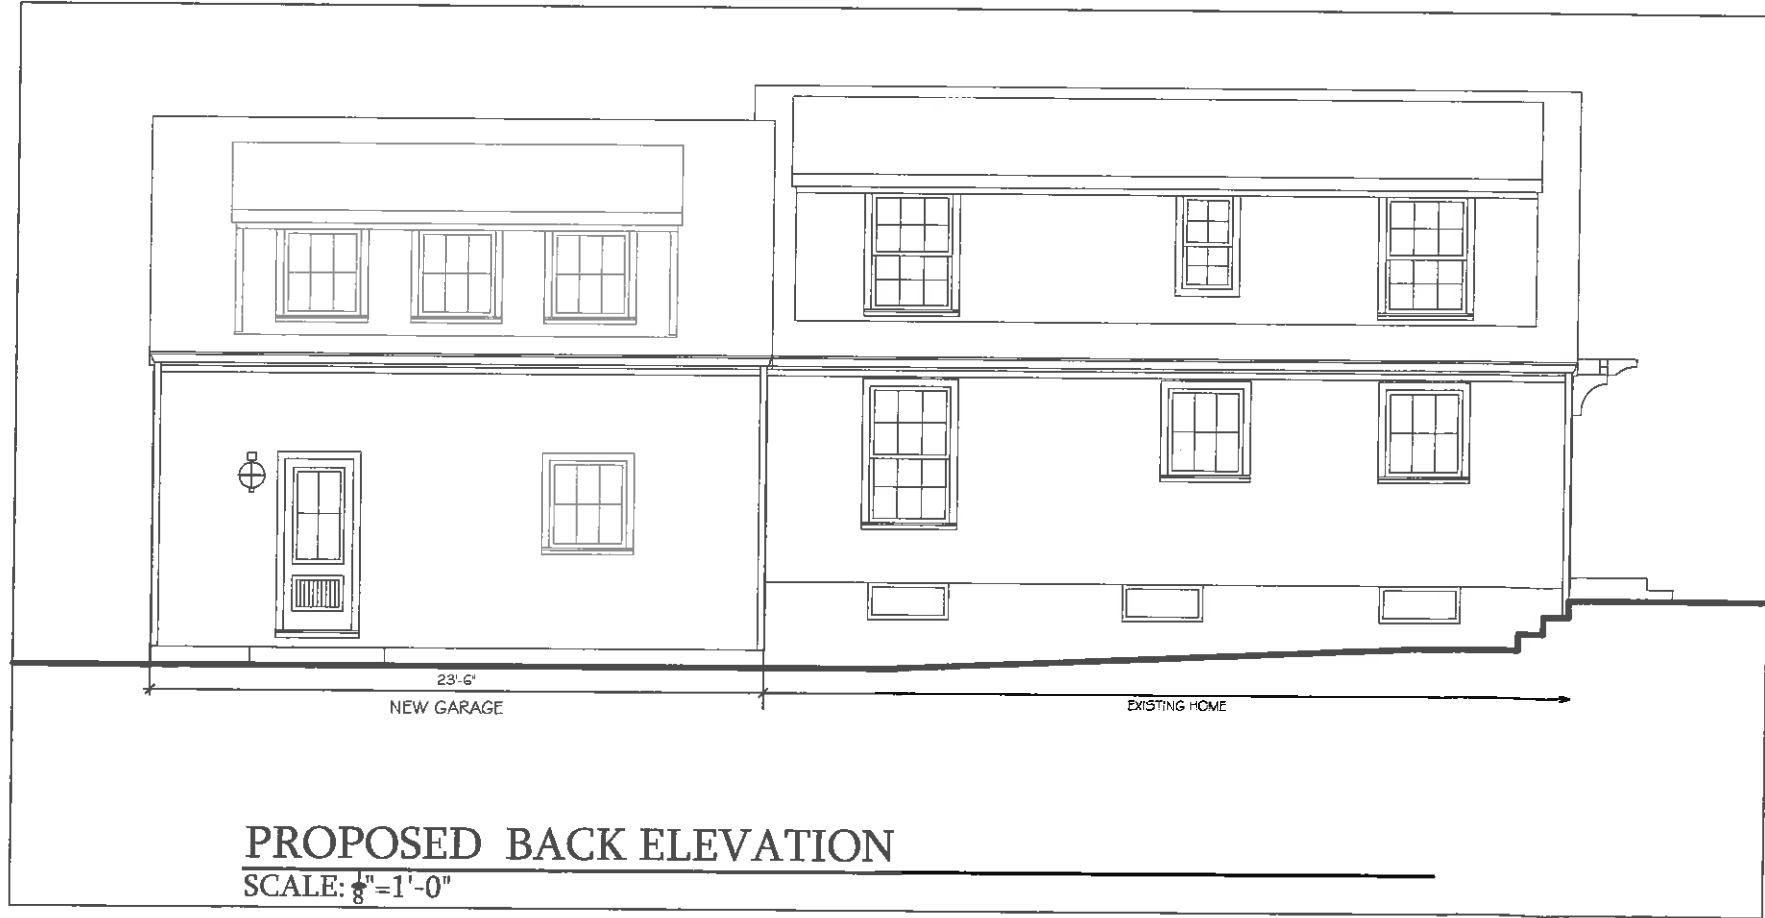 23'-6"
NEW GARAGE
EXISTING HOME
PROPOSED BACK ELEVATION
SCALE: 1/8"=1'-0"